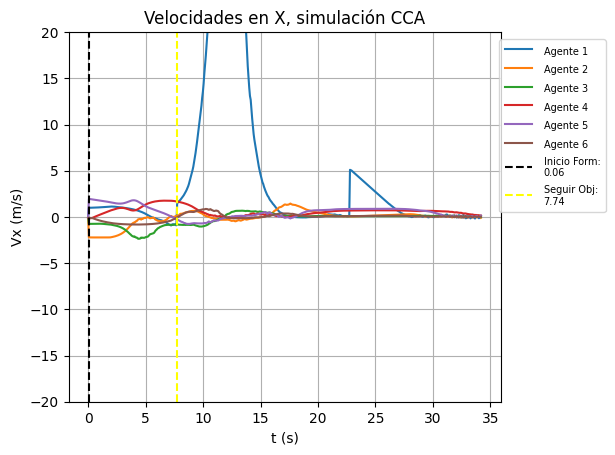 Velocidades en X, simulación CCA
Vx (m/s)
20
15
10
5
0
−5
−10
−15
−20
0
5
10
15
20
25
30
35
t (s)
Agente 1
Agente 2
Agente 3
Agente 4
Agente 5
Agente 6
Inicio Form:
0.06
Seguir Obj:
7.74